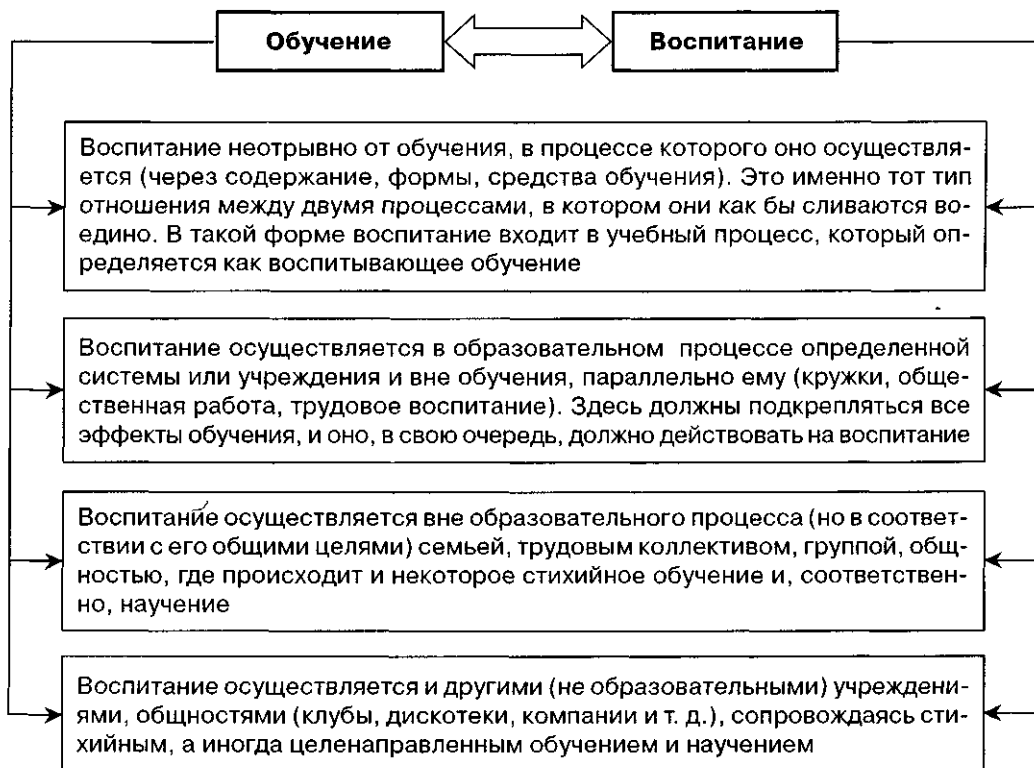 Обучение
Воспитание
Воспитание неотрывно от обучения, в процессе которого оно осуществля-
ется (через содержание, формы, средства обучения). Это именно тот тип
отношения между двумя процессами, в котором они как бы сливаются во-
едино. В такой форме воспитание входит в учебный процесс, который оп-
ределяется как воспитывающее обучение
Воспитание осуществляется в образовательном процессе определенной
системы или учреждения и вне обучения, параллельно ему (кружки, обще-
ственная работа, трудовое воспитание). Здесь должны подкрепляться все
эффекты обучения, и оно, в свою очередь, должно действовать на воспитание
Воспитание осуществляется вне образовательного процесса (но в соответ-
ствии с его общими целями) семьей, трудовым коллективом, группой, общ-
ностью, где происходит и некоторое стихийное обучение и, соответствен-
но, научение
Воспитание осуществляется и другими (не образовательными) учреждени-
ями, общностями (клубы, дискотеки, компании и т. д.), сопровождаясь сти-
хийным, а иногда целенаправленным обучением и научением